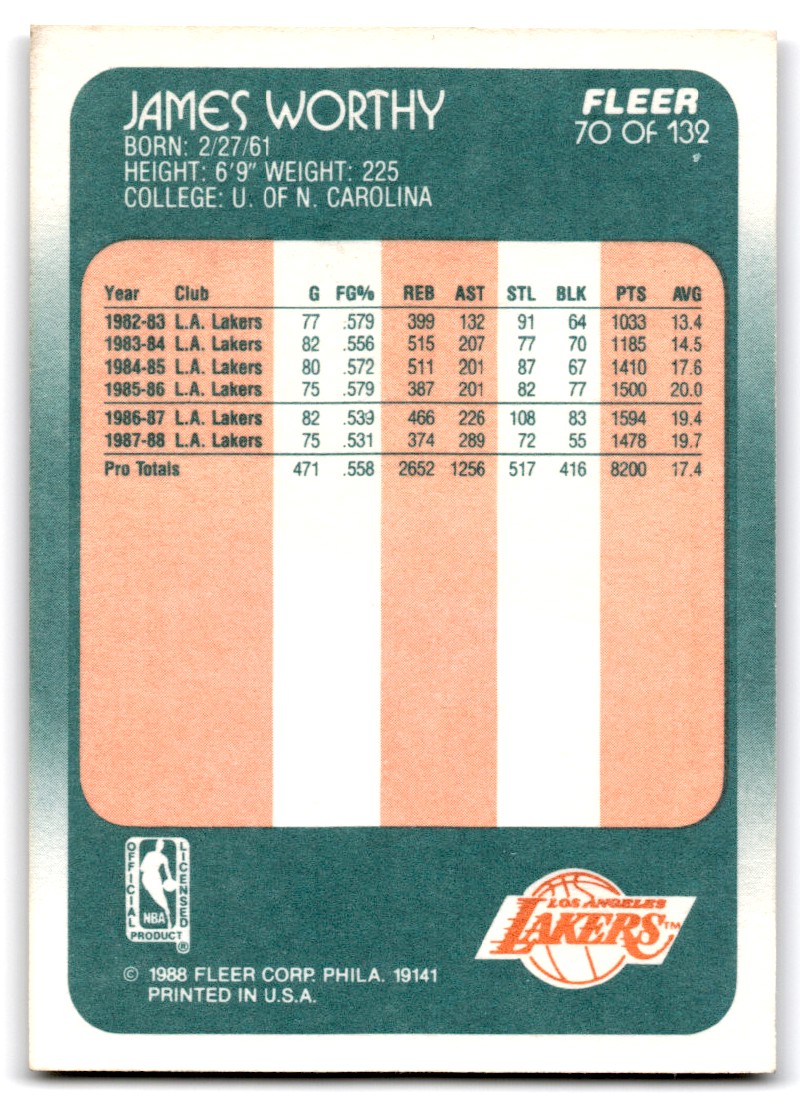 JAMES WORTHY
BORN: 2/27/61
HEIGHT: 6'9" WEIGHT: 225
COLLEGE: U. OF N. CAROLINA
FLEER
70 OF 132
Year Club G FG% REB AST STL BLK PTS AVG
1982-83 L.A. Lakers 77 .579 399 132 91 64 1033 13.4
1983-84 L.A. Lakers 82 .556 515 207 77 70 1185 14.5
1984-85 L.A. Lakers 80 .572 511 201 87 67 1410 17.6
1985-86 L.A. Lakers 75 .579 387 201 82 77 1500 20.0
1986-87 L.A. Lakers 82 .539 466 226 108 83 1594 19.4
1987-88 L.A. Lakers 75 .531 374 289 72 55 1478 19.7
Pro Totals 471 .558 2652 1256 517 416 8200 17.4
OFFICIAL
LICENSED
NBA
PRODUCT ®
LOS ANGELES
LAKERS™
© 1988 FLEER CORP. PHILA. 19141
PRINTED IN U.S.A.